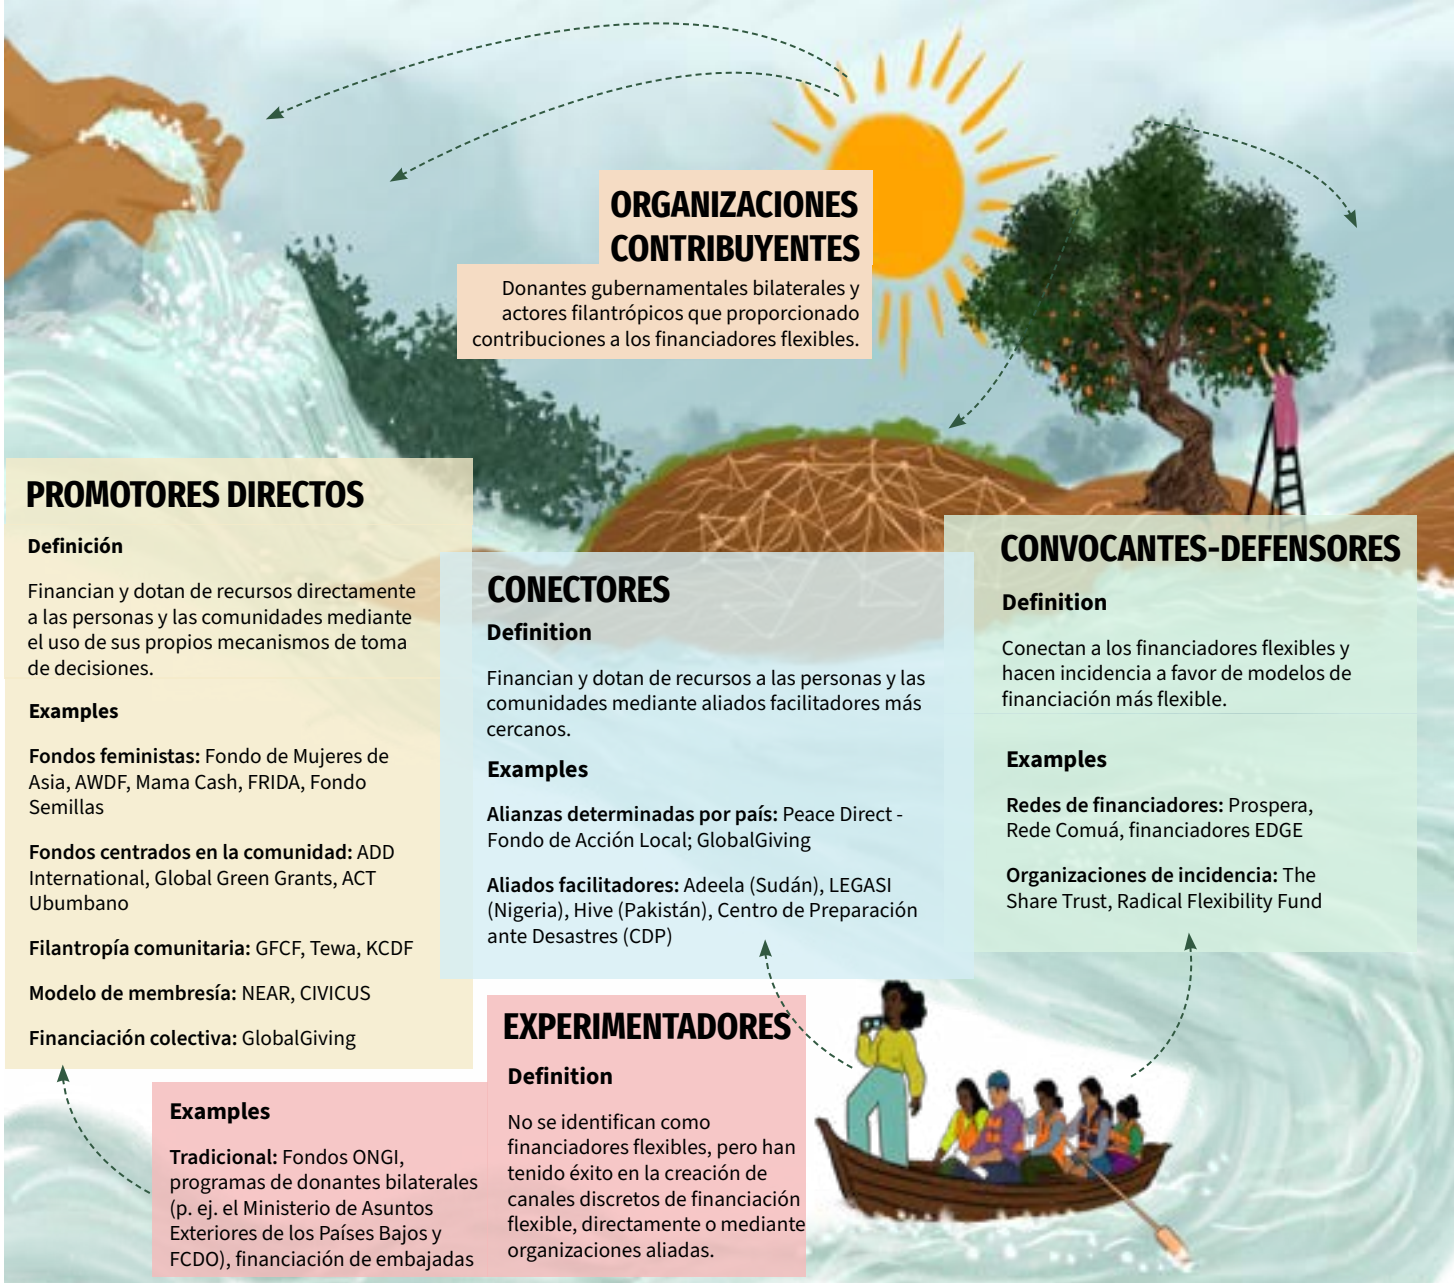 ORGANIZACIONES
CONTRIBUYENTES
Donantes gubernamentales bilaterales y
actores filantrópicos que proporcionado
contribuciones a los financiadores flexibles.
PROMOTORES DIRECTOS
Definición
Financian y dotan de recursos directamente
a las personas y las comunidades mediante
el uso de sus propios mecanismos de toma
de decisiones.
Examples
Fondos feministas: Fondo de Mujeres de
Asia, AWDF, Mama Cash, FRIDA, Fondo
Semillas
Fondos centrados en la comunidad: ADD
International, Global Green Grants, ACT
Ubumbano
Filantropía comunitaria: GFCF, Tewa, KCDF
Modelo de membresía: NEAR, CIVICUS
Financiación colectiva: GlobalGiving
CONECTORES
Definition
Financian y dotan de recursos a las personas y las
comunidades mediante aliados facilitadores más
cercanos.
Examples
Alianzas determinadas por país: Peace Direct -
Fondo de Acción Local; GlobalGiving
Aliados facilitadores: Adeela (Sudán), LEGASI
(Nigeria), Hive (Pakistán), Centro de Preparación
ante Desastres (CDP)
CONVOCANTES-DEFENSORES
Definition
Conectan a los financiadores flexibles y
hacen incidencia a favor de modelos de
financiación más flexible.
Examples
Redes de financiadores: Prospera,
Rede Comuá, financiadores EDGE
Organizaciones de incidencia: The
Share Trust, Radical Flexibility Fund
EXPERIMENTADORES
Definition
No se identifican como
financiadores flexibles, pero han
tenido éxito en la creación de
canales discretos de financiación
flexible, directamente o mediante
organizaciones aliadas.
Examples
Tradicional: Fondos ONGI,
programas de donantes bilaterales
(p. ej. el Ministerio de Asuntos
Exteriores de los Países Bajos y
FCDO), financiación de embajadas